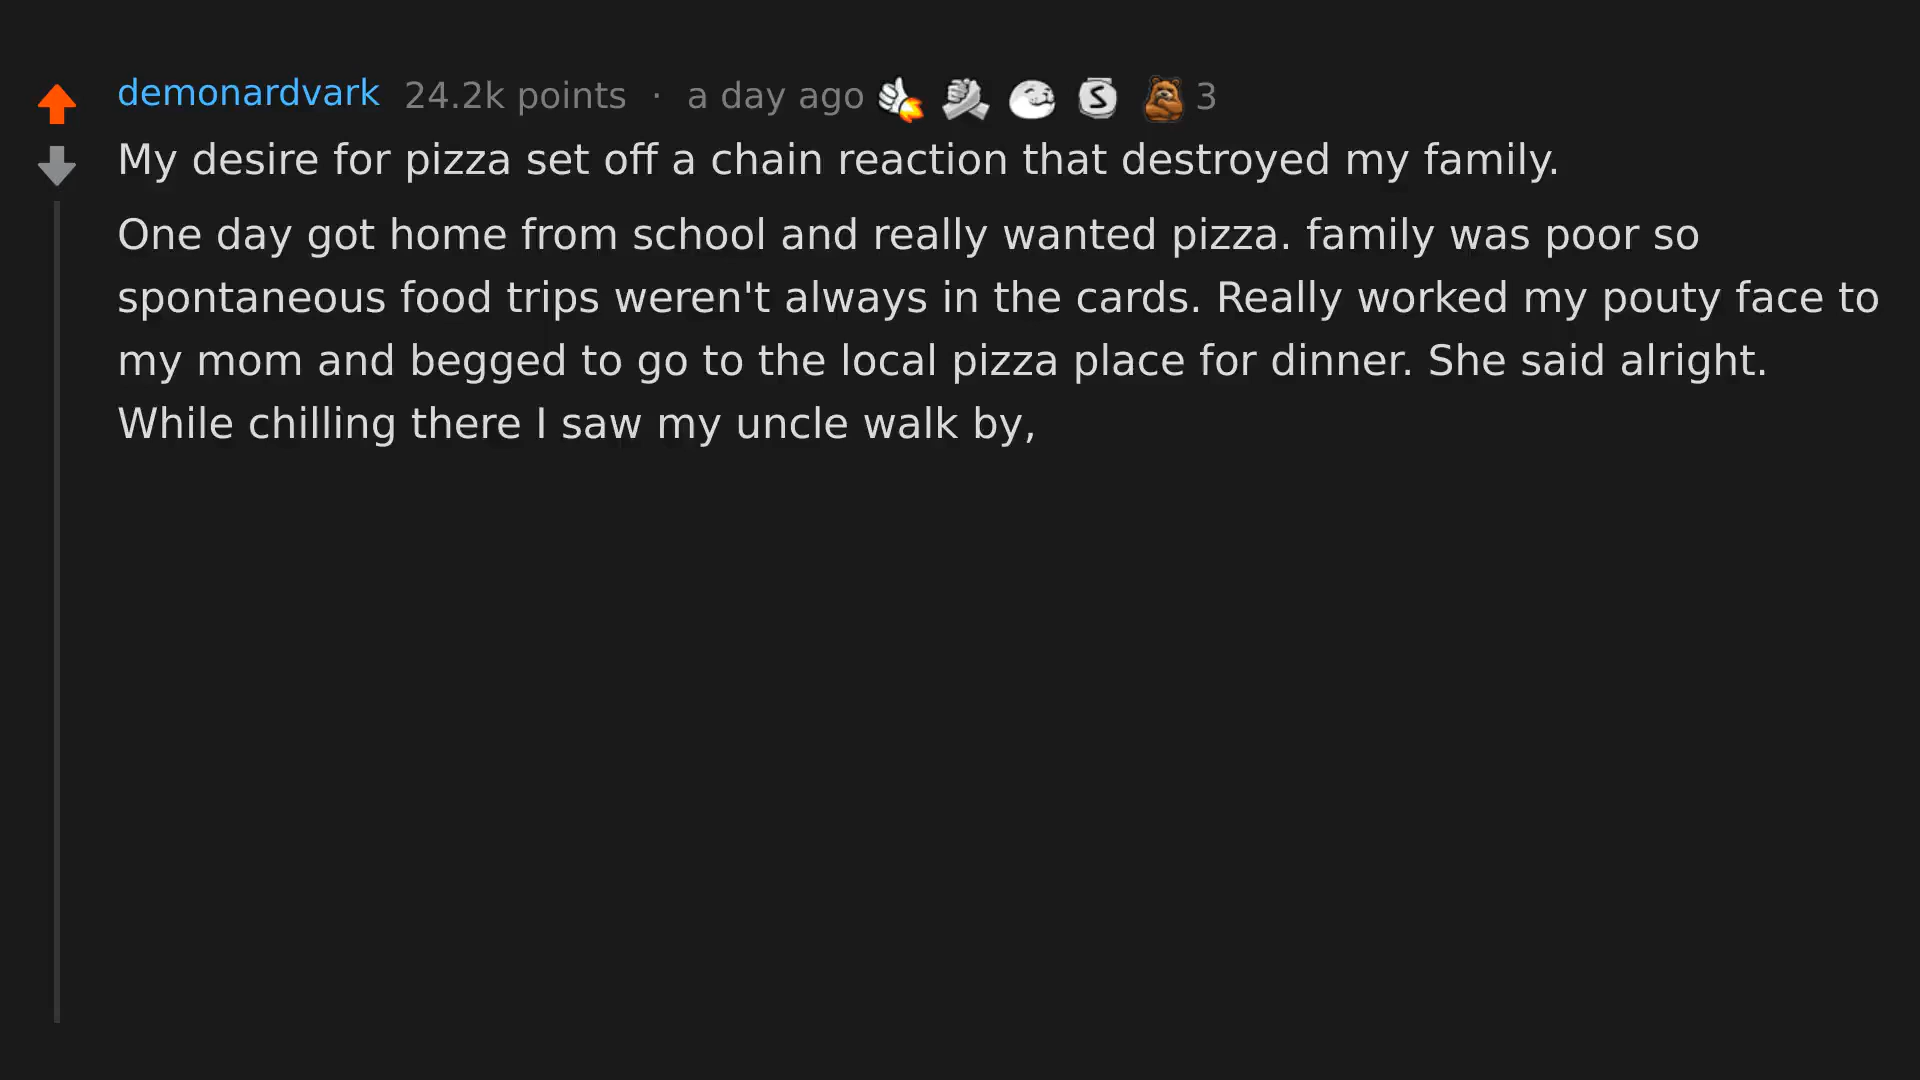 demonardvark 24.2k points · a day ago 3
My desire for pizza set off a chain reaction that destroyed my family.
One day got home from school and really wanted pizza. family was poor so
spontaneous food trips weren't always in the cards. Really worked my pouty face to
my mom and begged to go to the local pizza place for dinner. She said alright.
While chilling there I saw my uncle walk by,